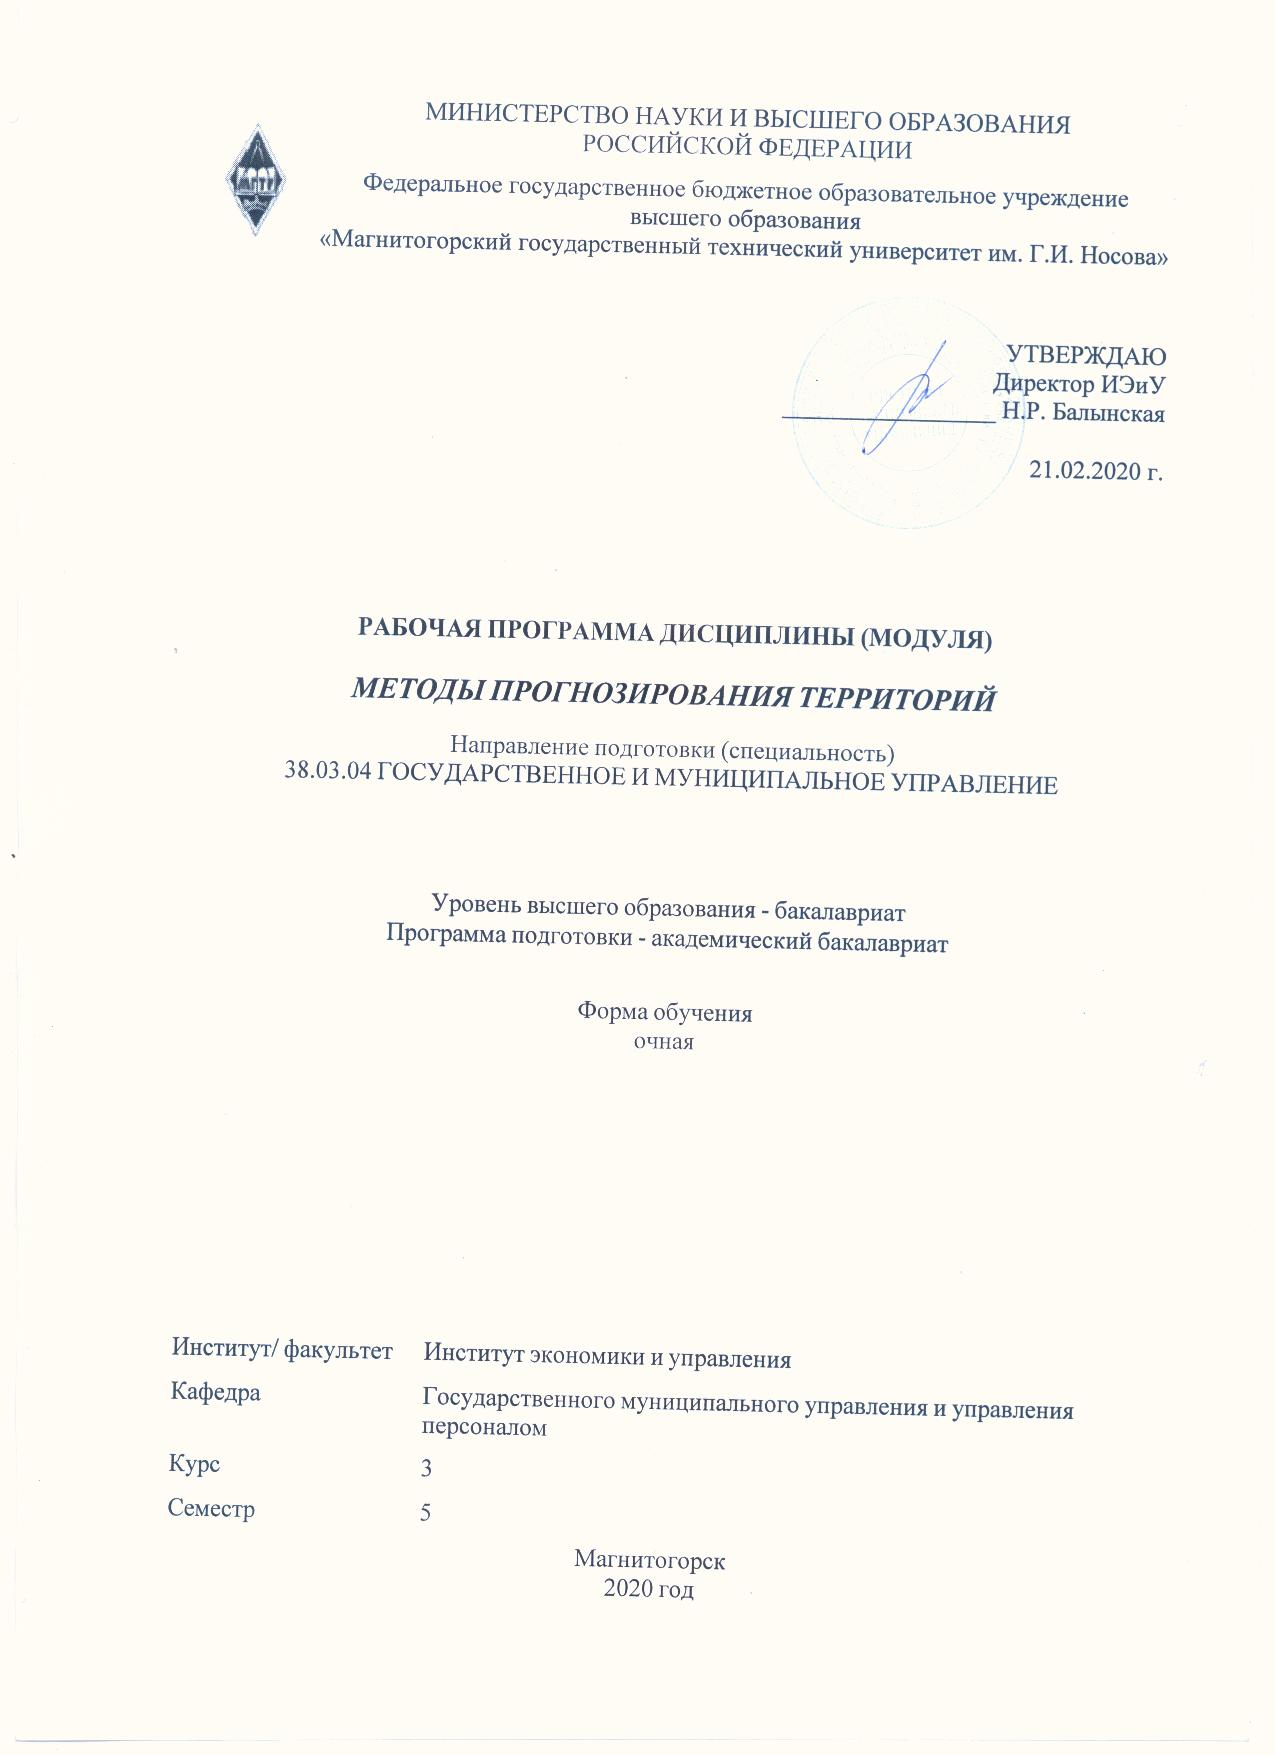 МИНИСТЕРСТВО НАУКИ И ВЫСШЕГО ОБРАЗОВАНИЯ
РОССИЙСКОЙ ФЕДЕРАЦИИ
Федеральное государственное бюджетное образовательное учреждение
высшего образования
«Магнитогорский государственный технический университет им. Г.И. Носова»
МГТУ
УТВЕРЖДАЮ
Директор ИЭиУ
Н.Р. Балынская
21.02.2020 г.
РАБОЧАЯ ПРОГРАММА ДИСЦИПЛИНЫ (МОДУЛЯ)
МЕТОДЫ ПРОГНОЗИРОВАНИЯ ТЕРРИТОРИЙ
Направление подготовки (специальность)
38.03.04 ГОСУДАРСТВЕННОЕ И МУНИЦИПАЛЬНОЕ УПРАВЛЕНИЕ
Уровень высшего образования - бакалавриат
Программа подготовки - академический бакалавриат
Форма обучения
очная
Институт/ факультет Институт экономики и управления
Кафедра Государственного муниципального управления и управления
персоналом
Курс 3
Семестр 5
Магнитогорск
2020 год